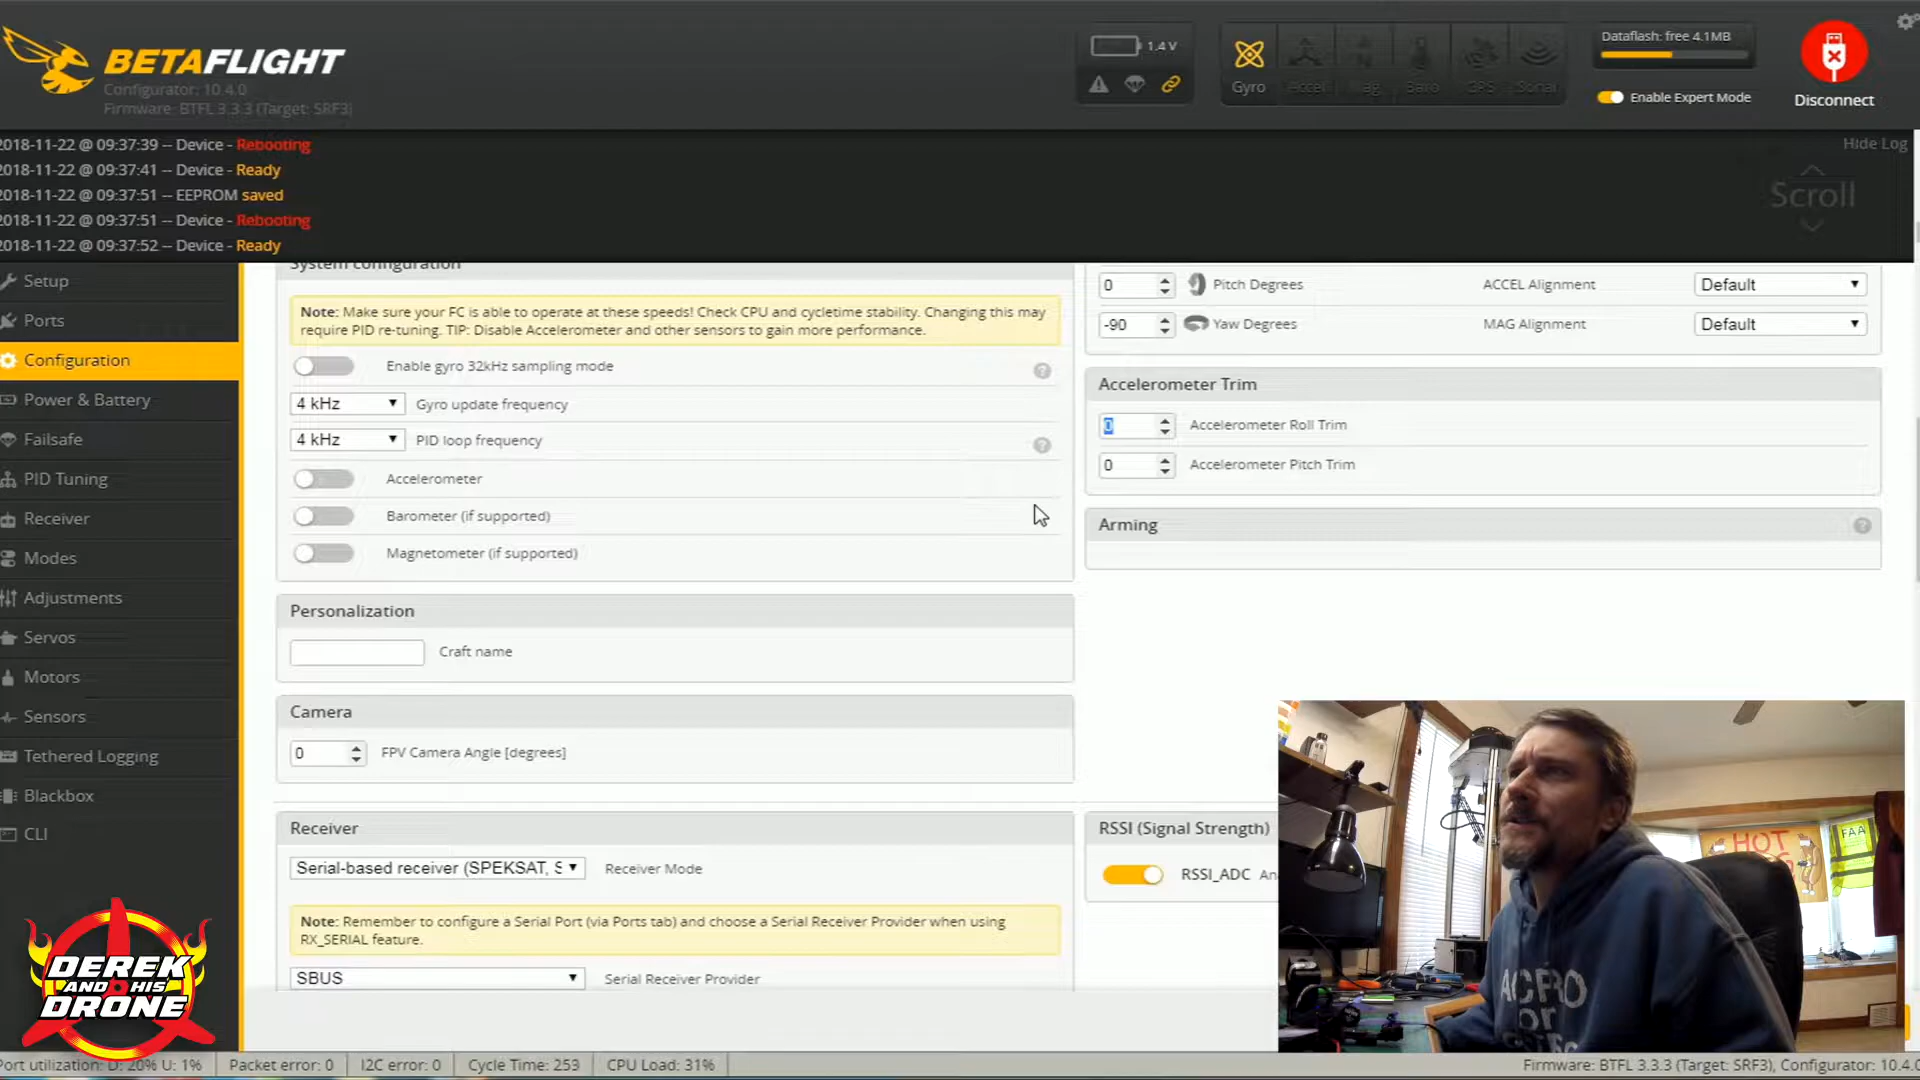 BETAFLIGHT
Configurator: 10.4.0
Firmware: BTFL 3.3.3 (Target: SRF3)
1.4 V
Gyro
Accel
Mag
Baro
GPS
Sonar
Dataflash: free 4.1MB
Enable Expert Mode
Disconnect
2018-11-22 @ 09:37:39 -- Device - Rebooting
2018-11-22 @ 09:37:41 -- Device - Ready
2018-11-22 @ 09:37:51 -- EEPROM saved
2018-11-22 @ 09:37:51 -- Device - Rebooting
2018-11-22 @ 09:37:52 -- Device - Ready
Hide Log
Scroll
Setup
Ports
Configuration
Power & Battery
Failsafe
PID Tuning
Receiver
Modes
Adjustments
Servos
Motors
Sensors
Tethered Logging
Blackbox
CLI
System configuration
Note: Make sure your FC is able to operate at these speeds! Check CPU and cycletime stability. Changing this may
require PID re-tuning. TIP: Disable Accelerometer and other sensors to gain more performance.
Enable gyro 32kHz sampling mode
4 kHz Gyro update frequency
4 kHz PID loop frequency
Accelerometer
Barometer (if supported)
Magnetometer (if supported)
Personalization
Craft name
Camera
0 FPV Camera Angle [degrees]
Receiver
Serial-based receiver (SPEKSAT, S Receiver Mode
Note: Remember to configure a Serial Port (via Ports tab) and choose a Serial Receiver Provider when using
RX_SERIAL feature.
SBUS Serial Receiver Provider
0 Pitch Degrees ACCEL Alignment Default
-90 Yaw Degrees MAG Alignment Default
Accelerometer Trim
0 Accelerometer Roll Trim
0 Accelerometer Pitch Trim
Arming
RSSI (Signal Strength)
RSSI_ADC An
HOT
FAA
ACRO
or
DEREK
AND HIS
DRONE
Port utilization: D: 20% U: 1%
Packet error: 0
I2C error: 0
Cycle Time: 253
CPU Load: 31%
Firmware: BTFL 3.3.3 (Target: SRF3), Configurator: 10.4.0